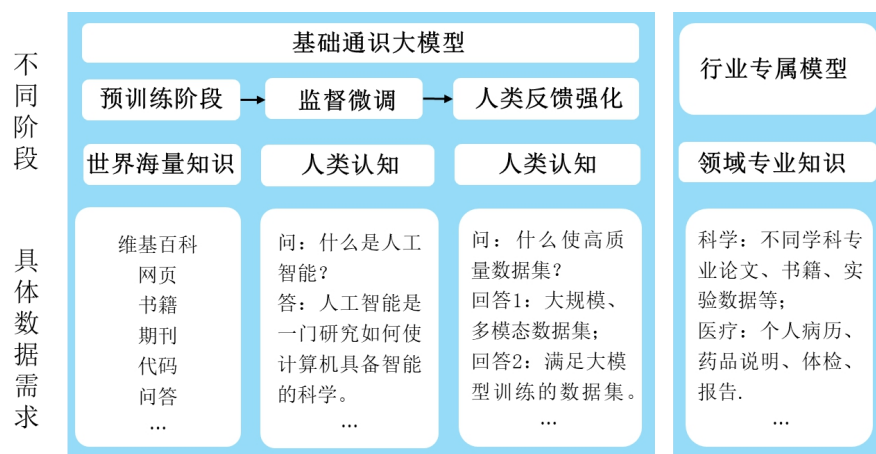 不同阶段
具体数据需求
基础通识大模型
预训练阶段
监督微调
人类反馈强化
世界海量知识
人类认知
人类认知
维基百科
网页
书籍
期刊
代码
问答
...
问：什么是人工
智能？
答：人工智能是
一门研究如何使
计算机具备智能
的科学。
...
问：什么使高质
量数据集？
回答1：大规模、
多模态数据集；
回答2：满足大模
型训练的数据集。
...
行业专属模型
领域专业知识
科学：不同学科专
业论文、书籍、实
验数据等；
医疗：个人病历、
药品说明、体检、
报告.
...